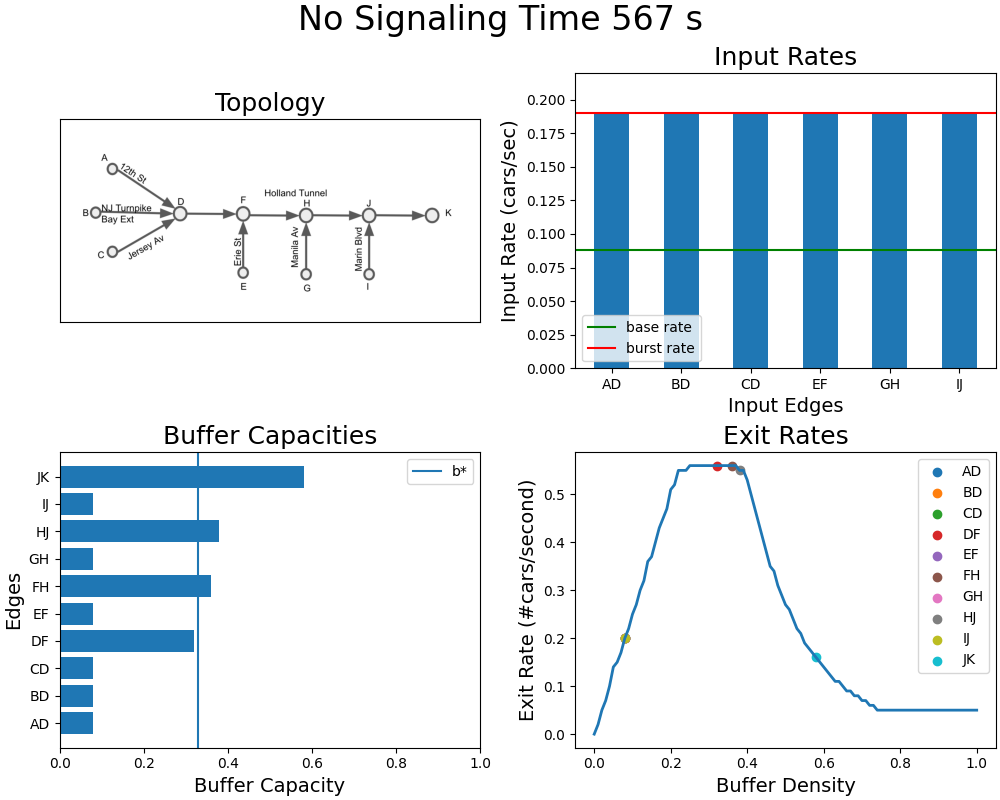 No Signaling Time 567 s
Topology
A
12th St
B
NJ Turnpike
Bay Ext
C
Jersey Av
D
F
Holland Tunnel
H
J
K
Erie St
Manila Av
Marin Blvd
E
G
I
Input Rates
Input Rate (cars/sec)
0.200
0.175
0.150
0.125
0.100
0.075
0.050
0.025
0.000
base rate
burst rate
AD BD CD EF GH IJ
Input Edges
Buffer Capacities
Edges
JK
IJ
HJ
GH
FH
EF
DF
CD
BD
AD
b*
0.0 0.2 0.4 0.6 0.8 1.0
Buffer Capacity
Exit Rates
Exit Rate (#cars/second)
0.5
0.4
0.3
0.2
0.1
0.0
AD
BD
CD
DF
EF
FH
GH
HJ
IJ
JK
0.0 0.2 0.4 0.6 0.8 1.0
Buffer Density